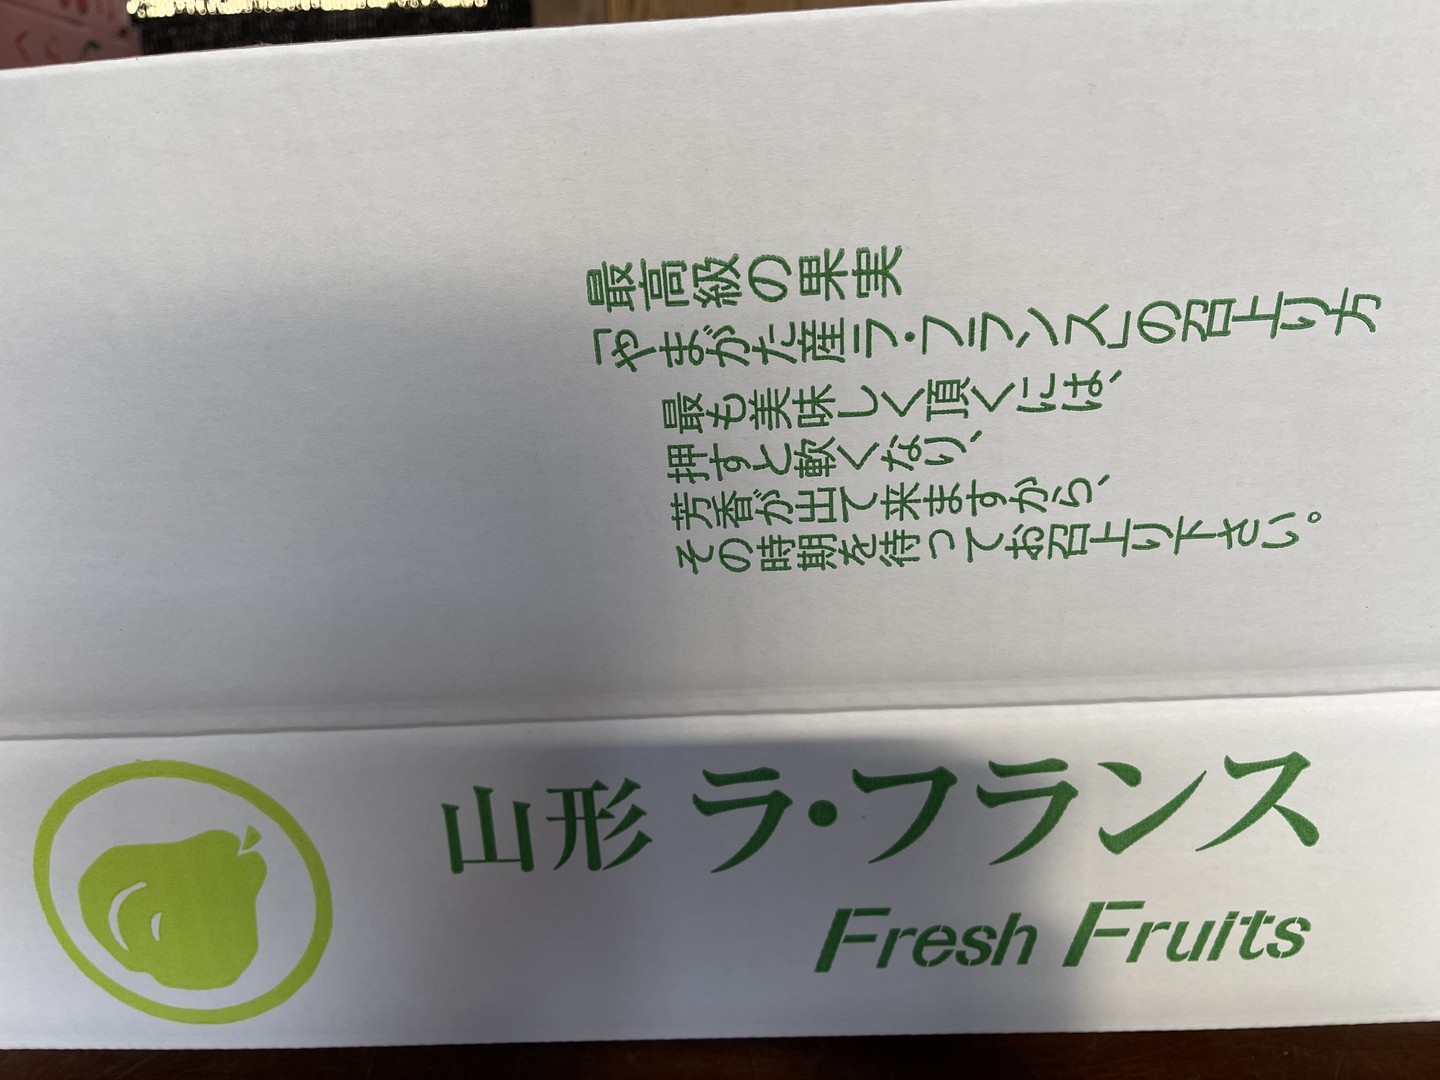 最高級の果実
「やまがた産ラ・フランス」の召上り方
最も美味しく頂くには、
押すと軟くなり、
芳香が出て来ますから、
その時期を待ってお召上り下さい。
山形 ラ・フランス
Fresh Fruits